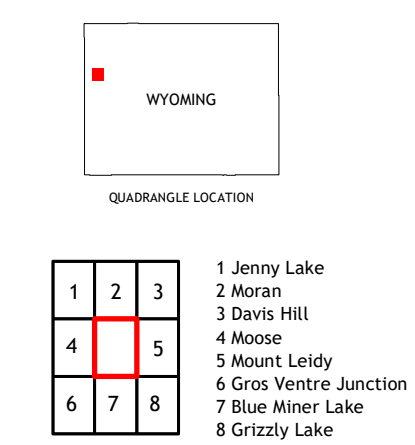 WYOMING
QUADRANGLE LOCATION
1 2 3
4 5
6 7 8
1 Jenny Lake
2 Moran
3 Davis Hill
4 Moose
5 Mount Leidy
6 Gros Ventre Junction
7 Blue Miner Lake
8 Grizzly Lake